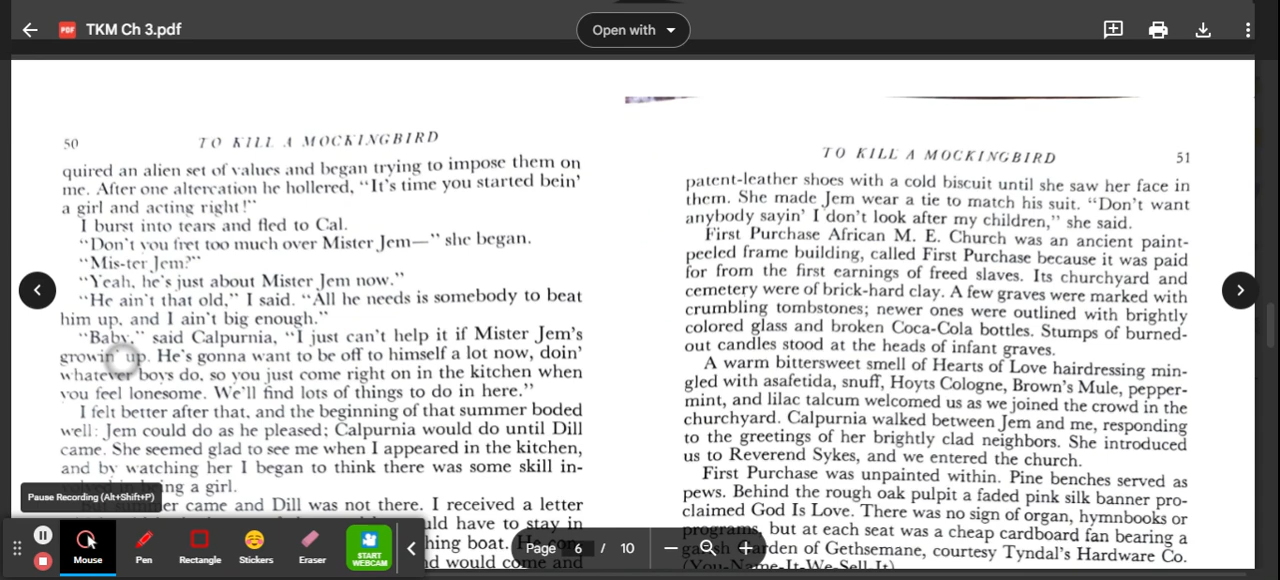 TKM Ch 3.pdf
Open with
50
TO KILL A MOCKINGBIRD
quired an alien set of values and began trying to impose them on
me. After one altercation he hollered, “It's time you started bein'
a girl and acting right!”
I burst into tears and fled to Cal.
“Don't you fret too much over Mister Jem—” she began.
“Mis-ter Jem?”
“Yeah, he's just about Mister Jem now.”
“He ain't that old,” I said. “All he needs is somebody to beat
him up, and I ain't big enough.”
“Baby,” said Calpurnia, “I just can't help it if Mister Jem's
growin' up. He's gonna want to be off to himself a lot now, doin'
whatever boys do, so you just come right on in the kitchen when
you feel lonesome. We'll find lots of things to do in here.”
I felt better after that, and the beginning of that summer boded
well: Jem could do as he pleased; Calpurnia would do until Dill
came. She seemed glad to see me when I appeared in the kitchen,
and by watching her I began to think there was some skill in-
ing a girl.
came and Dill was not there. I received a letter
uld have to stay in
hing boat.
d would come and
TO KILL A MOCKINGBIRD
51
patent-leather shoes with a cold biscuit until she saw her face in
them. She made Jem wear a tie to match his suit. “Don't want
anybody sayin' I don't look after my children,” she said.
First Purchase African M. E. Church was an ancient paint-
peeled frame building, called First Purchase because it was paid
for from the first earnings of freed slaves. Its churchyard and
cemetery were of brick-hard clay. A few graves were marked with
crumbling tombstones; newer ones were outlined with brightly
colored glass and broken Coca-Cola bottles. Stumps of burned-
out candles stood at the heads of infant graves.
A warm bittersweet smell of Hearts of Love hairdressing min-
gled with asafetida, snuff, Hoyts Cologne, Brown's Mule, pepper-
mint, and lilac talcum welcomed us as we joined the crowd in the
churchyard. Calpurnia walked between Jem and me, responding
to the greetings of her brightly clad neighbors. She introduced
us to Reverend Sykes, and we entered the church.
First Purchase was unpainted within. Pine benches served as
pews. Behind the rough oak pulpit a faded pink silk banner pro-
claimed God Is Love. There was no sign of organ, hymnbooks or
programs, but at each seat was a cheap cardboard fan bearing a
garden of Gethsemane, courtesy Tyndal's Hardware Co.
(You-Name-It-We-Sell-It)
Pause Recording (Alt+Shift+P)
Mouse
Pen
Rectangle
Stickers
Eraser
START
WEBCAM
Page 6 / 10